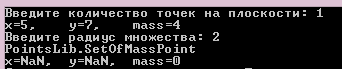 Введите количество точек на плоскости: 1
x=5, y=7, mass=4
Введите радиус множества: 2
PointsLib.SetOfMassPoint
x=NaN, y=NaN, mass=0